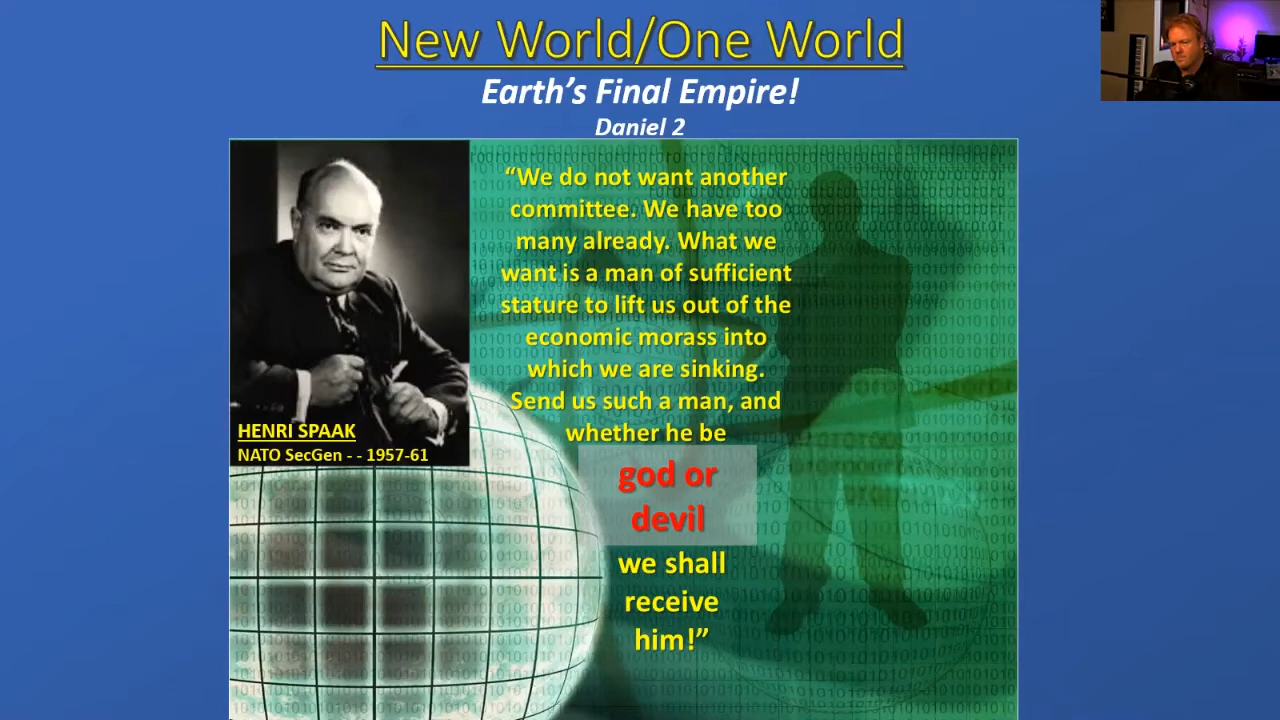 New World/One World
Earth's Final Empire!
Daniel 2
HENRI SPAAK
NATO SecGen - - 1957-61
“We do not want another
committee. We have too
many already. What we
want is a man of sufficient
stature to lift us out of the
economic morass into
which we are sinking.
Send us such a man, and
whether he be
god or
devil
we shall
receive
him!”